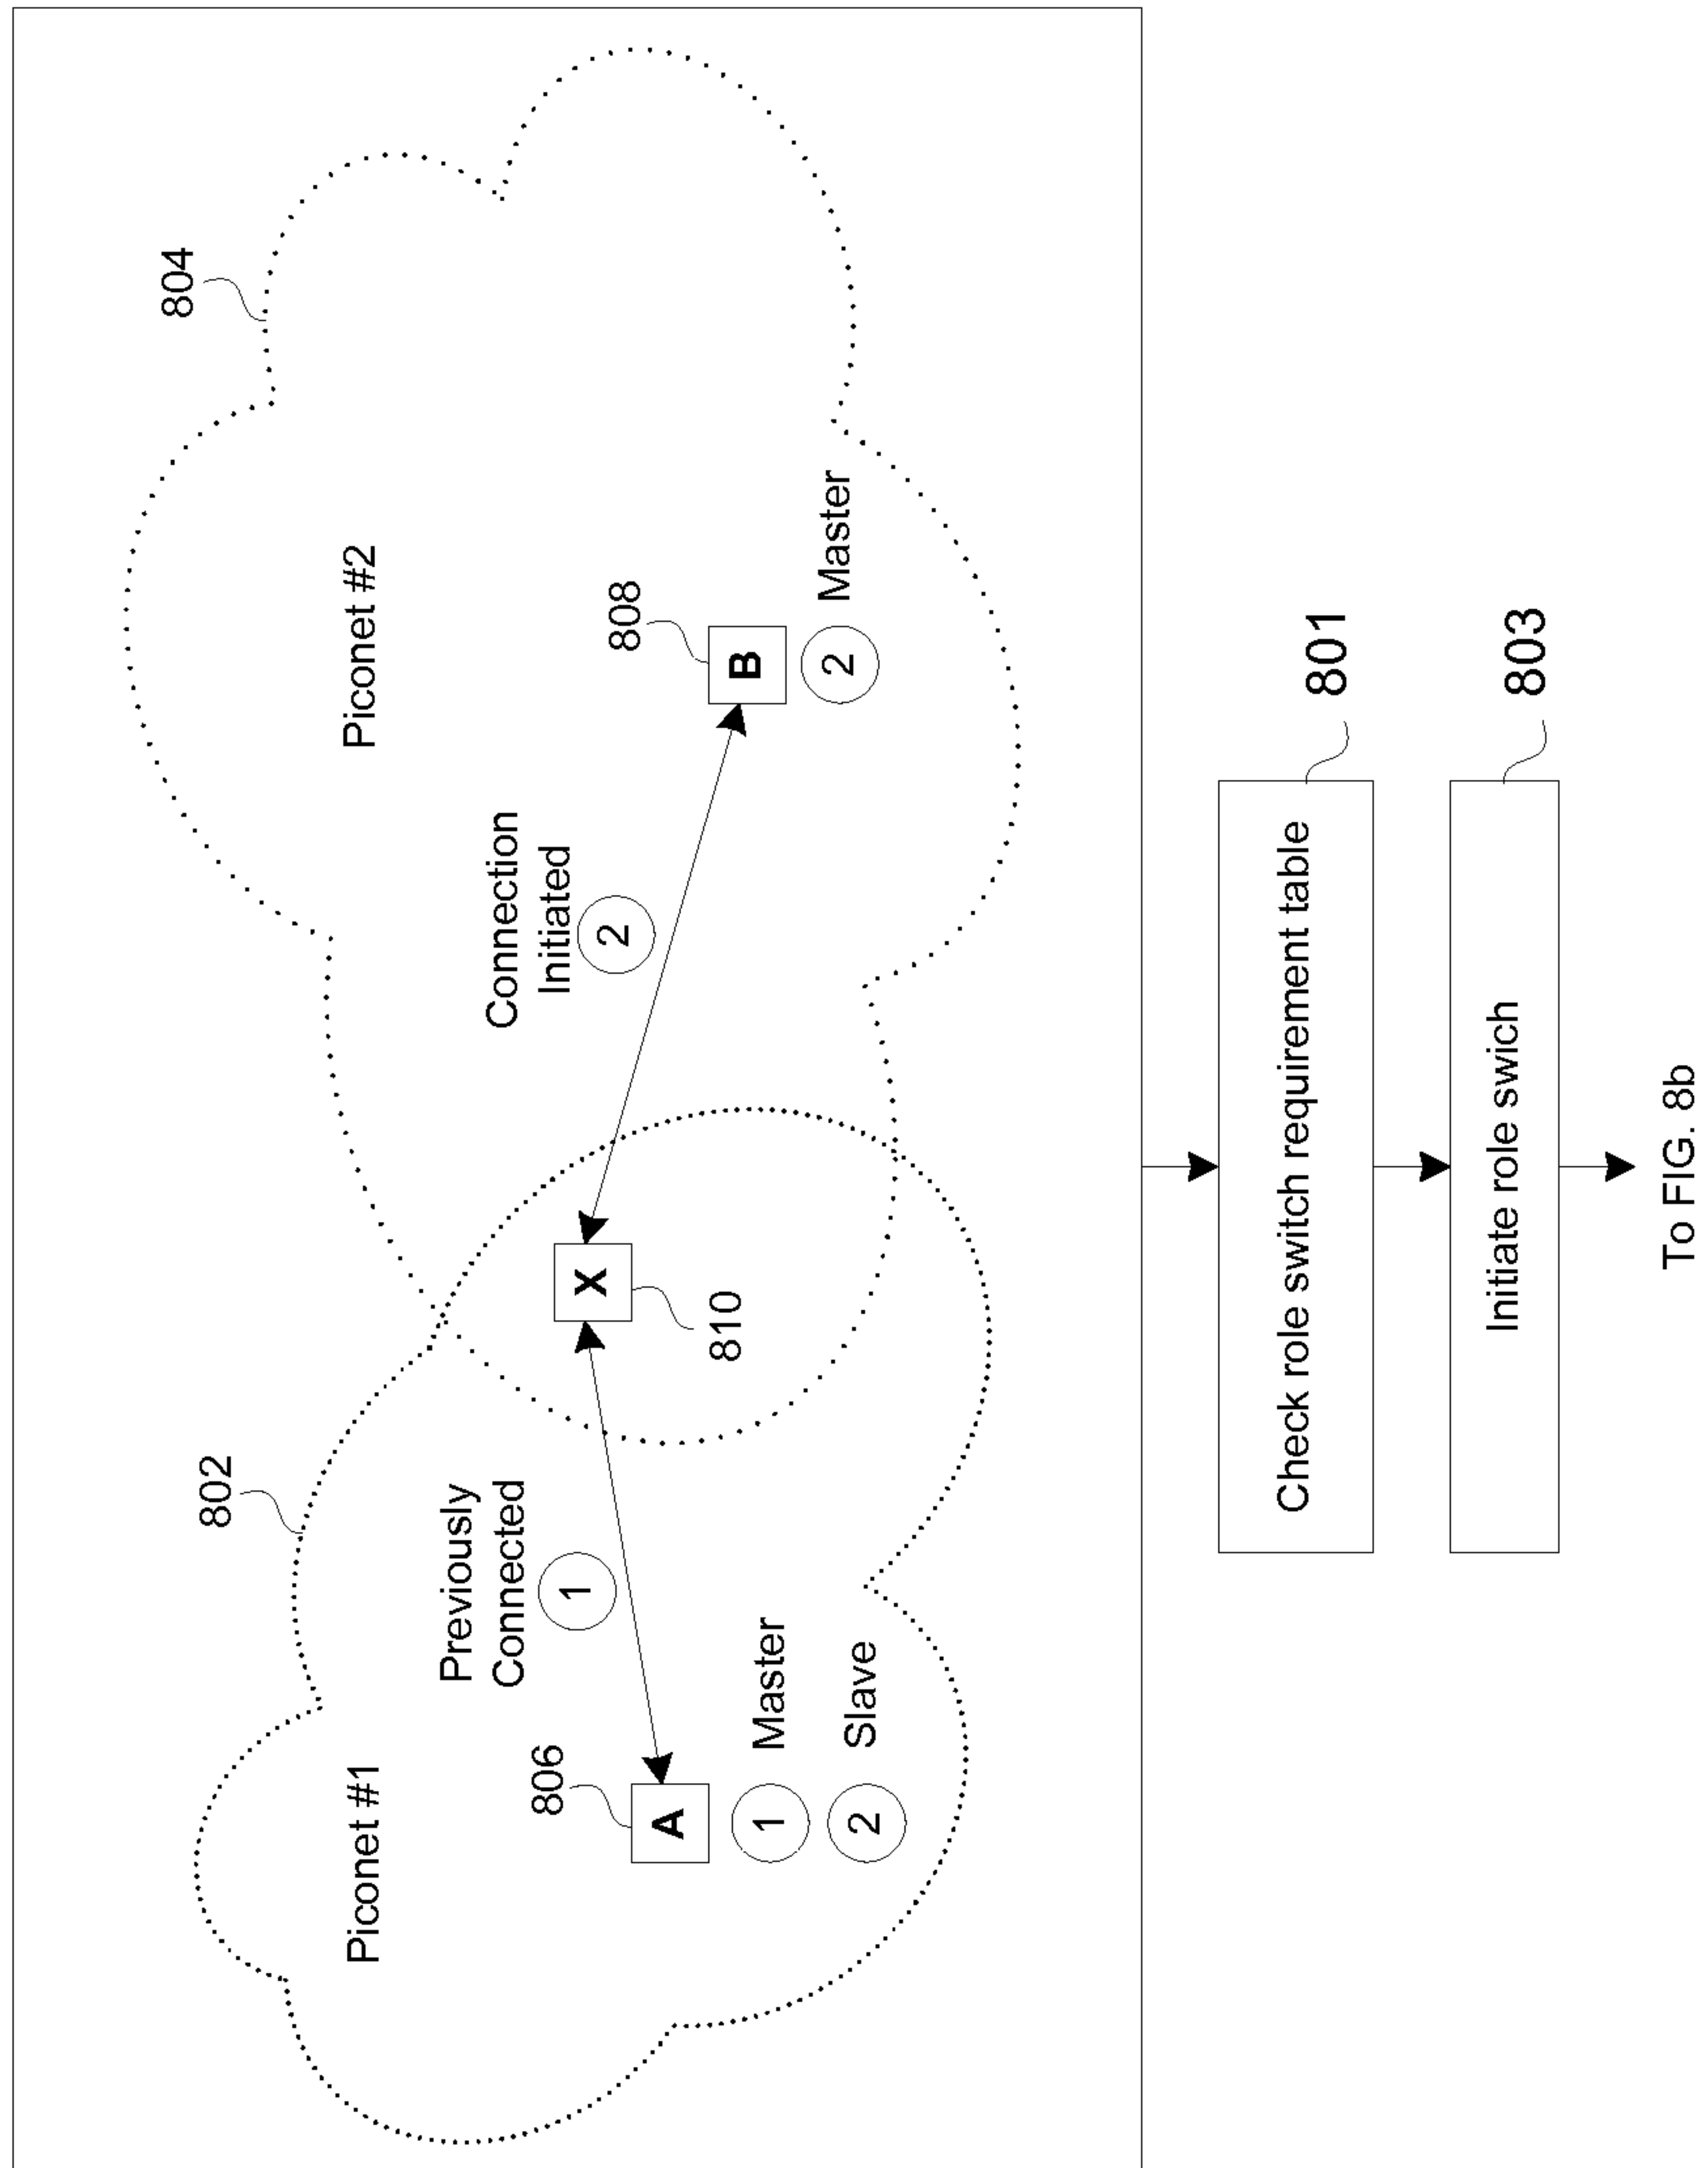 804
802
Piconet #1
Piconet #2
Previously
Connected
1
Connection
Initiated
2
806
A
1 Master
2 Slave
X
810
808
B
2 Master
Check role switch requirement table
801
Initiate role swich
803
To FIG. 8b